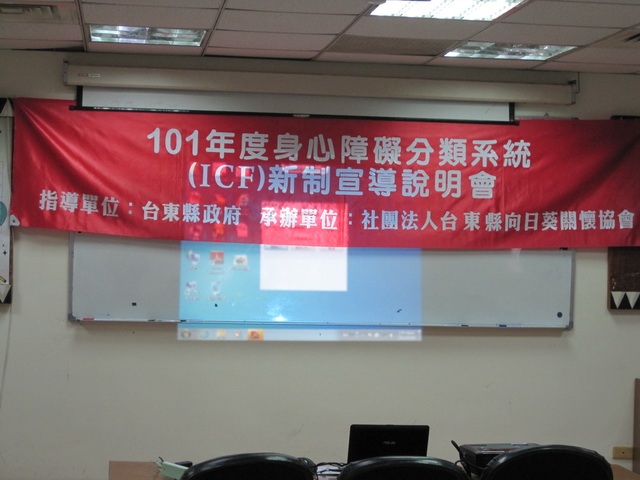 101年度身心障礙分類系統
(ICF)新制宣導說明會
指導單位：台東縣政府 承辦單位：社團法人台東縣向日葵關懷協會